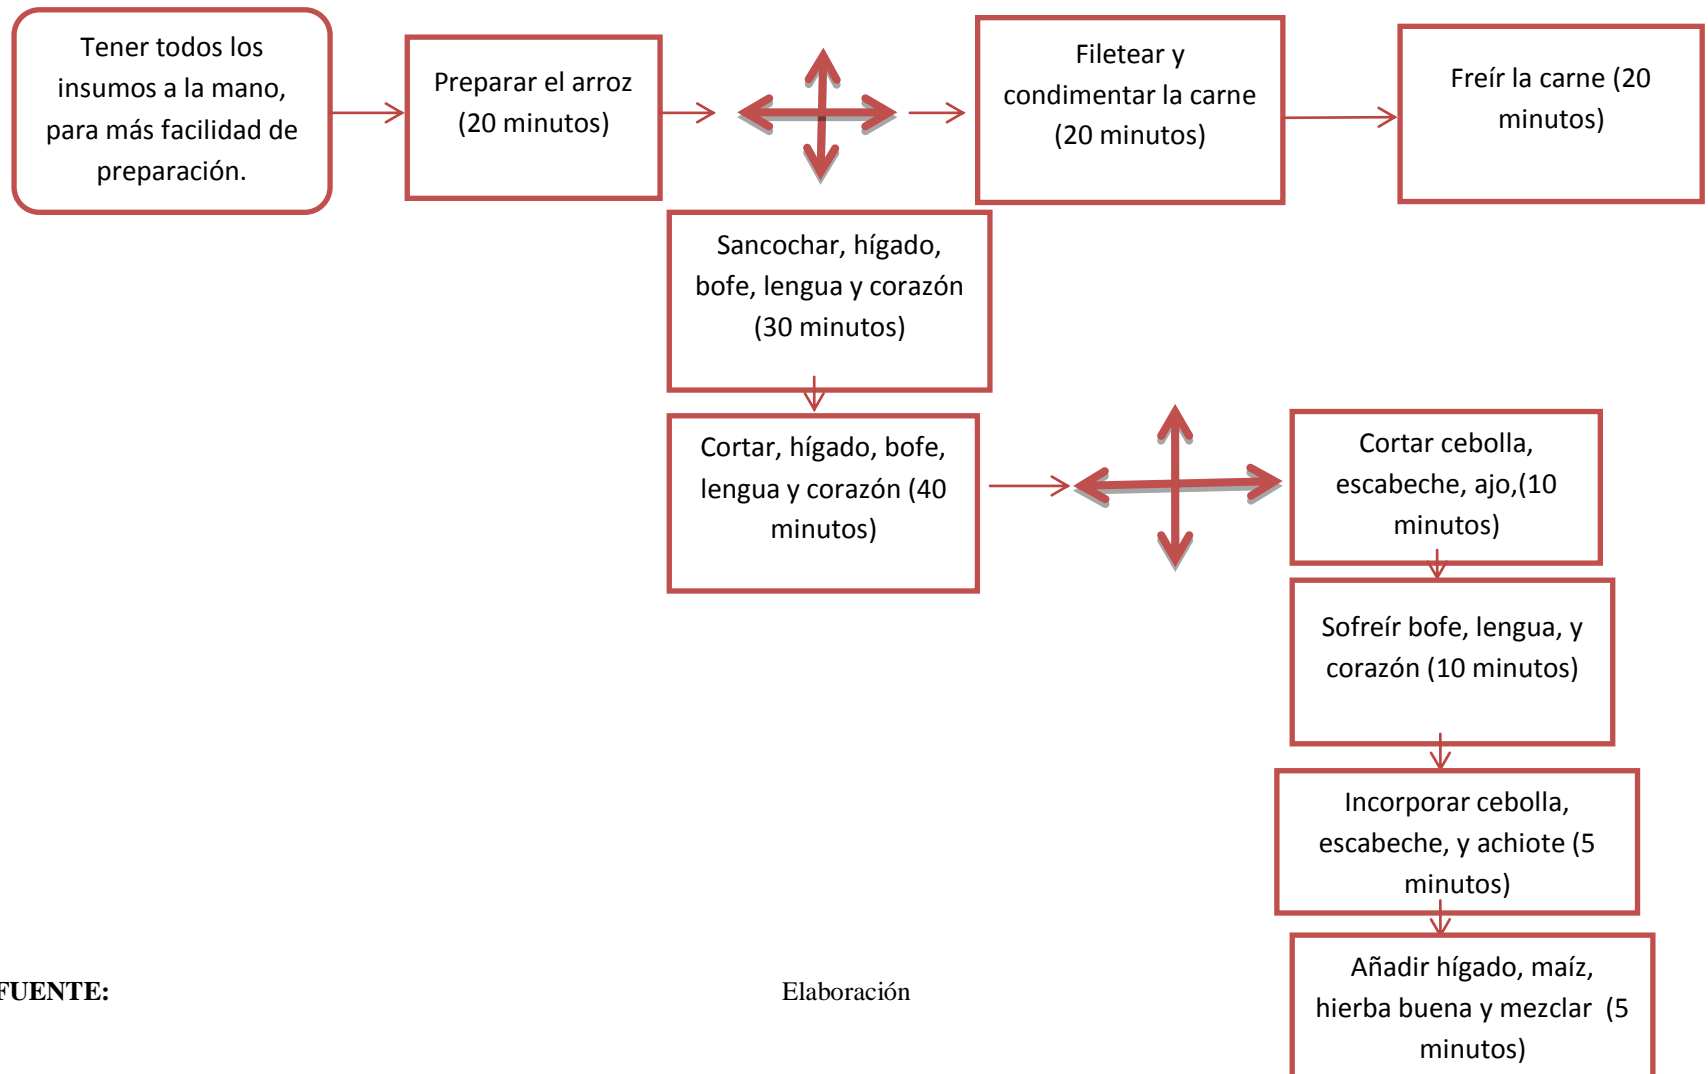 Tener todos los
insumos a la mano,
para más facilidad de
preparación.
Preparar el arroz
(20 minutos)
Filetear y
condimentar la carne
(20 minutos)
Freír la carne (20
minutos)
Sancochar, hígado,
bofe, lengua y corazón
(30 minutos)
Cortar, hígado, bofe,
lengua y corazón (40
minutos)
Cortar cebolla,
escabeche, ajo,(10
minutos)
Sofreír bofe, lengua, y
corazón (10 minutos)
Incorporar cebolla,
escabeche, y achiote (5
minutos)
Añadir hígado, maíz,
hierba buena y mezclar (5
minutos)
FUENTE:
Elaboración